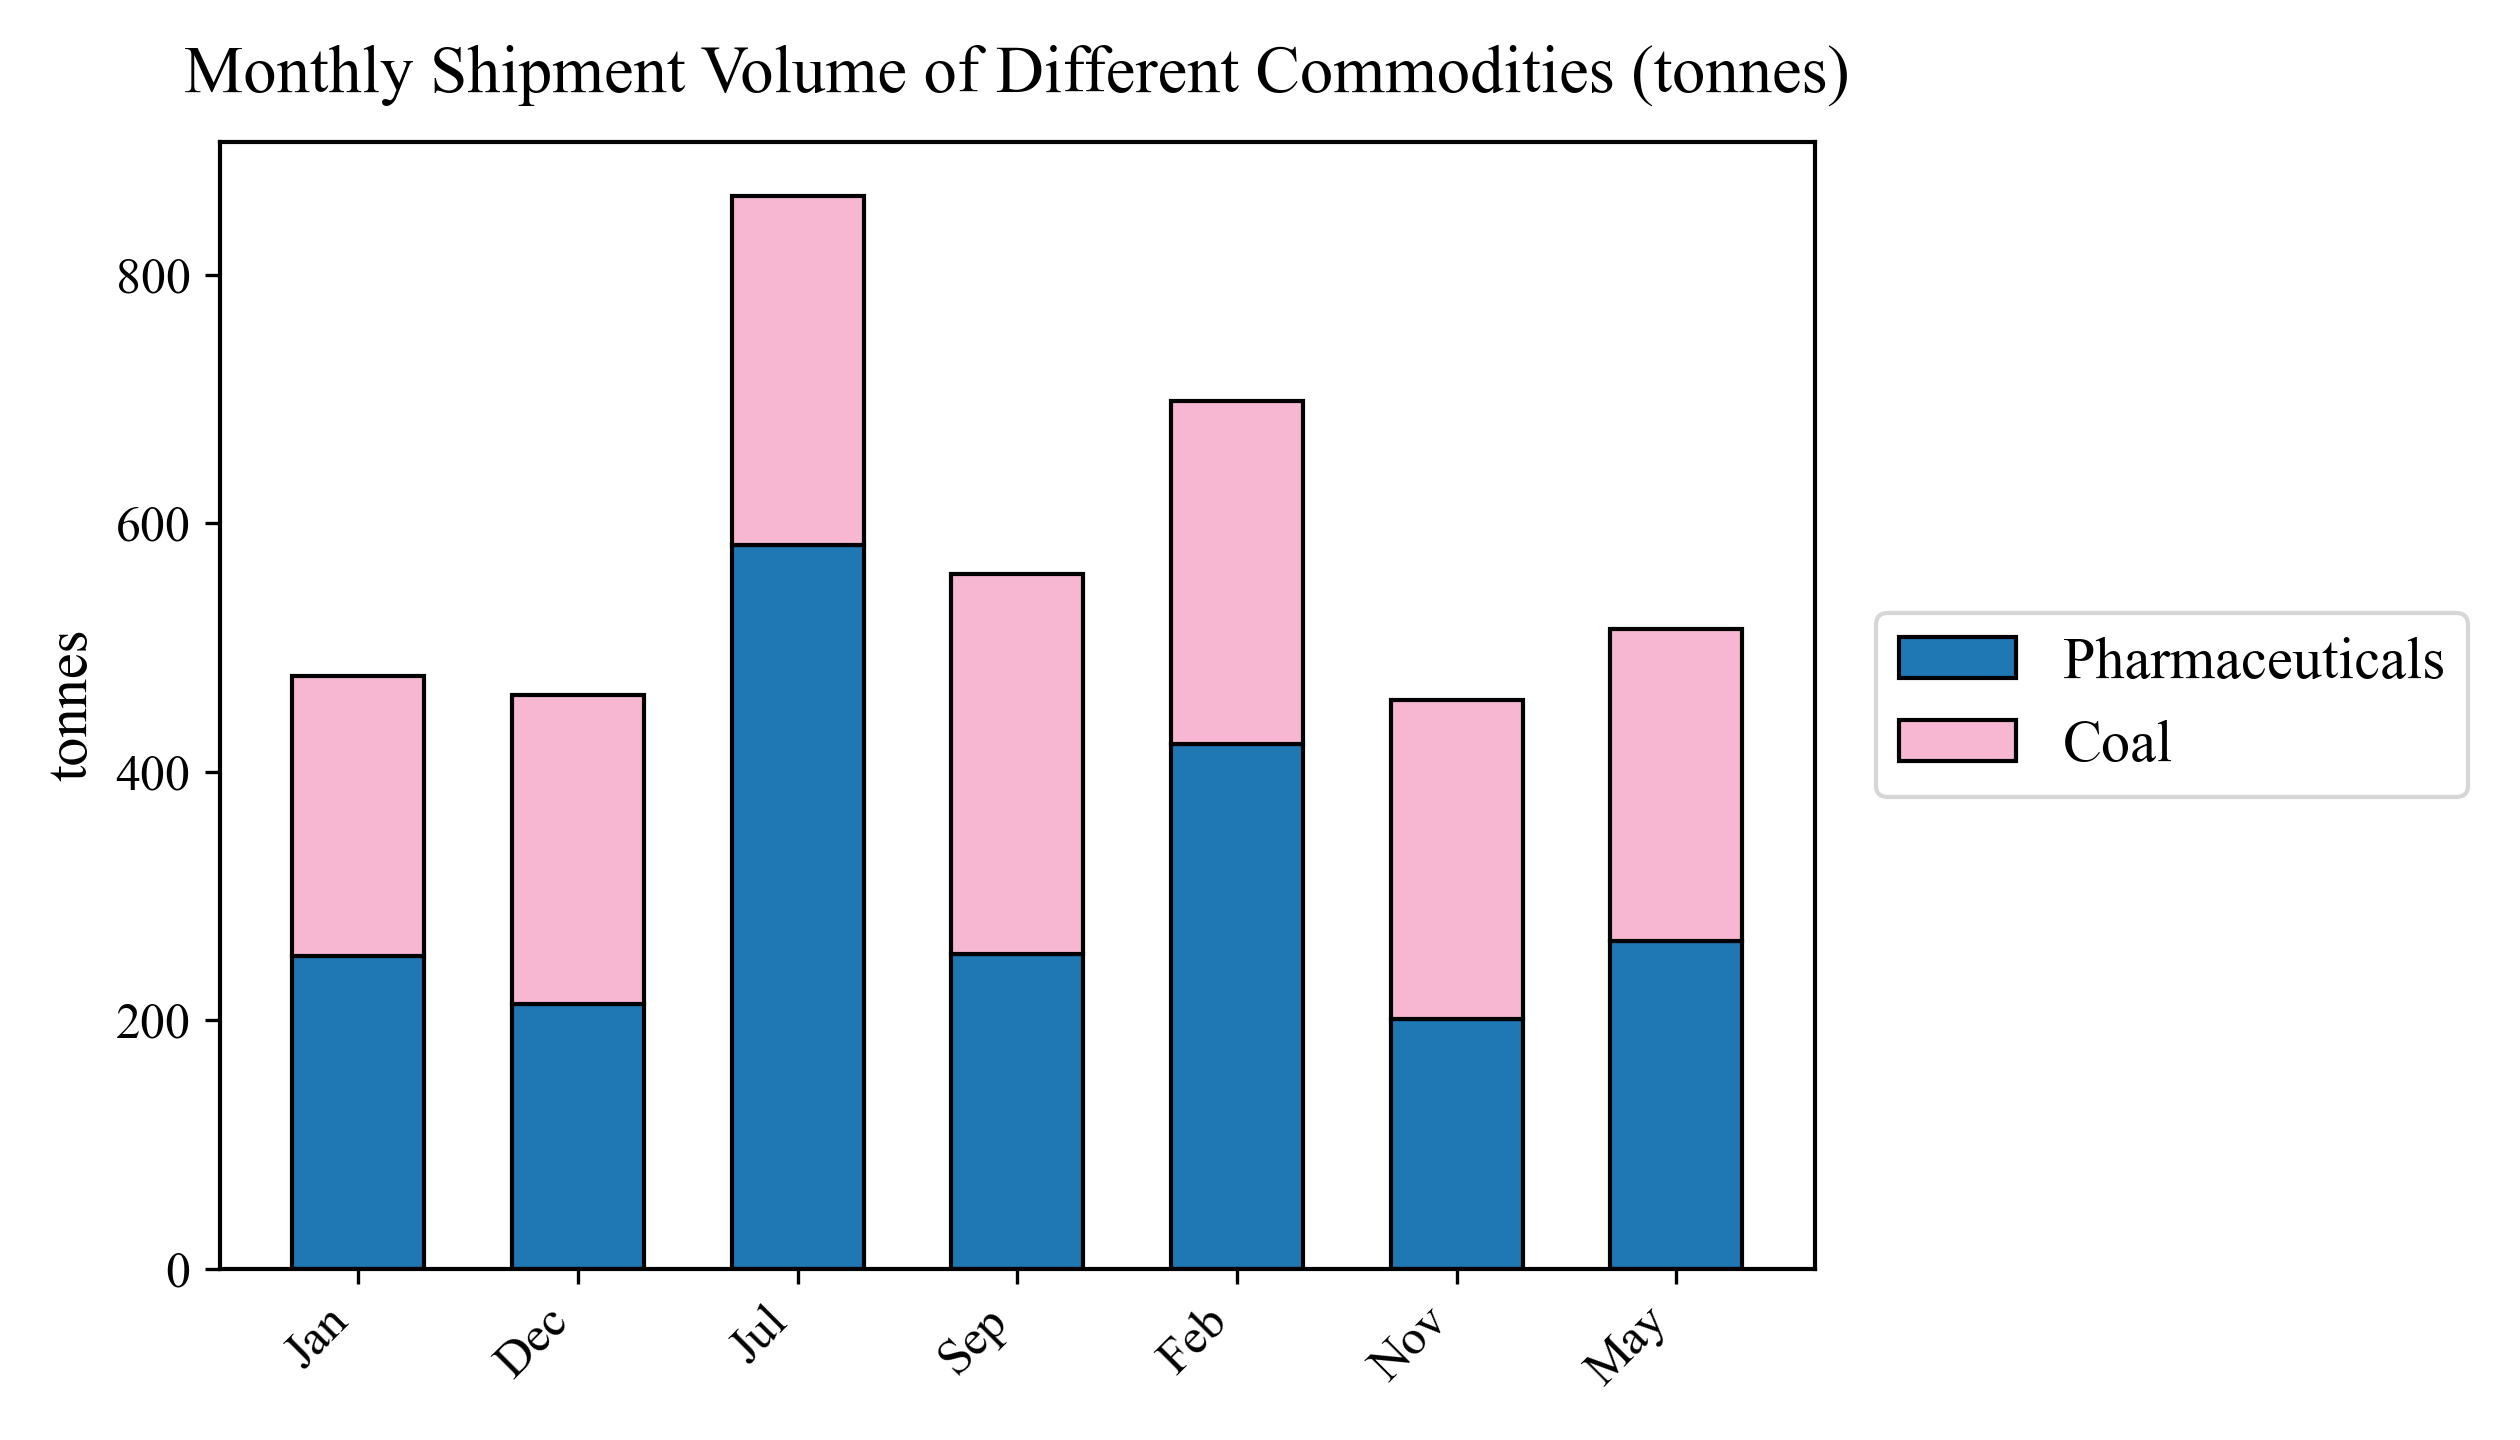 Monthly Shipment Volume of Different Commodities (tonnes)
tonnes
800
600
400
200
0
Jan
Dec
Jul
Sep
Feb
Nov
May
Pharmaceuticals
Coal